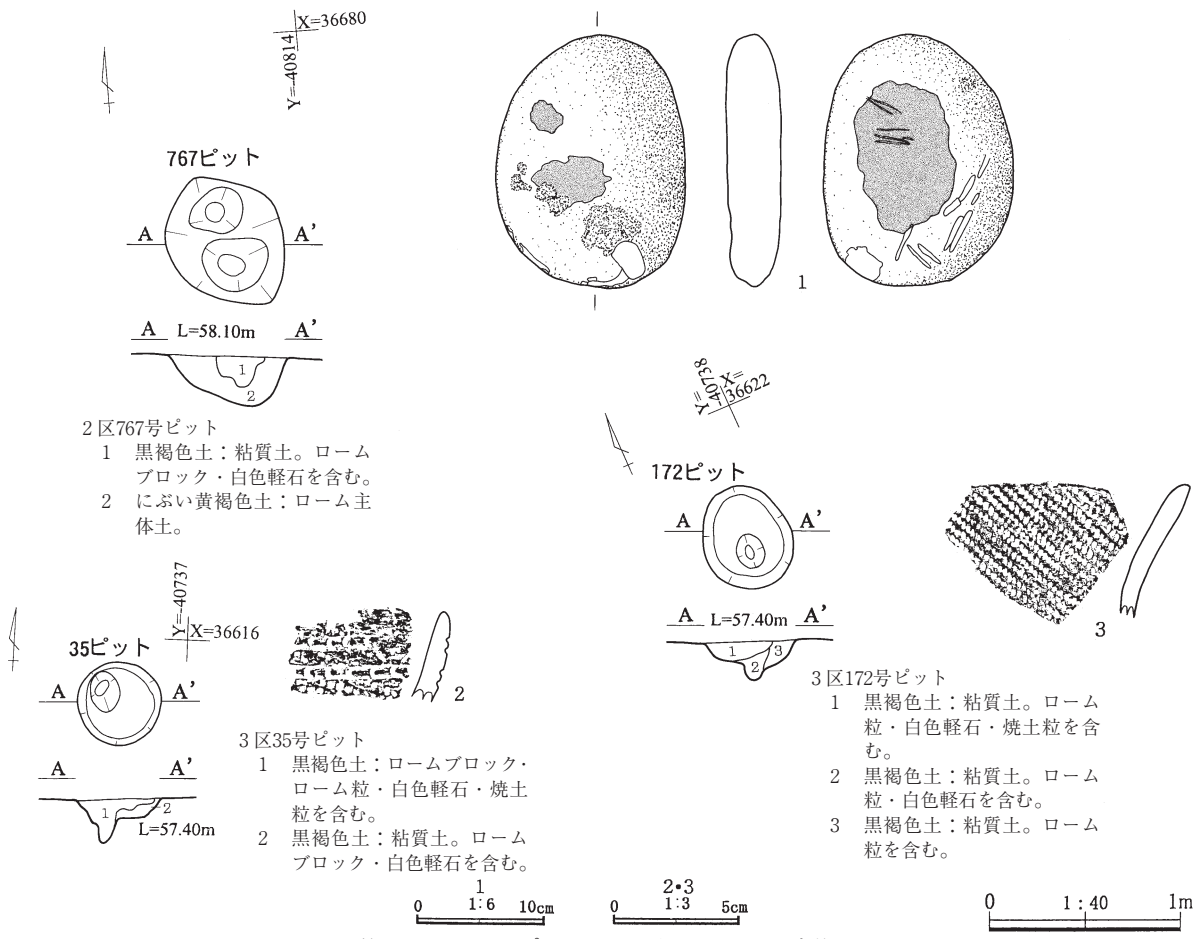 X=36680
Y=-40814
767ピット
A A'
A L=58.10m A'
1
2
2区767号ピット
1 黒褐色土：粘質土。ローム
ブロック・白色軽石を含む。
2 にぶい黄褐色土：ローム主
体土。
1
Y=-40738
X=36622
172ピット
A A'
A L=57.40m A'
1 2 3
3
3区172号ピット
1 黒褐色土：粘質土。ローム
粒・白色軽石・焼土粒を含
む。
2 黒褐色土：粘質土。ローム
粒・白色軽石を含む。
3 黒褐色土：粘質土。ローム
粒を含む。
Y=-40737
X=36616
35ピット
A A'
A A'
1 2
L=57.40m
2
3区35号ピット
1 黒褐色土：ロームブロック・
ローム粒・白色軽石・焼土
粒を含む。
2 黒褐色土：粘質土。ローム
ブロック・白色軽石を含む。
1
0 1:6 10cm
2•3
0 1:3 5cm
0 1:40 1m